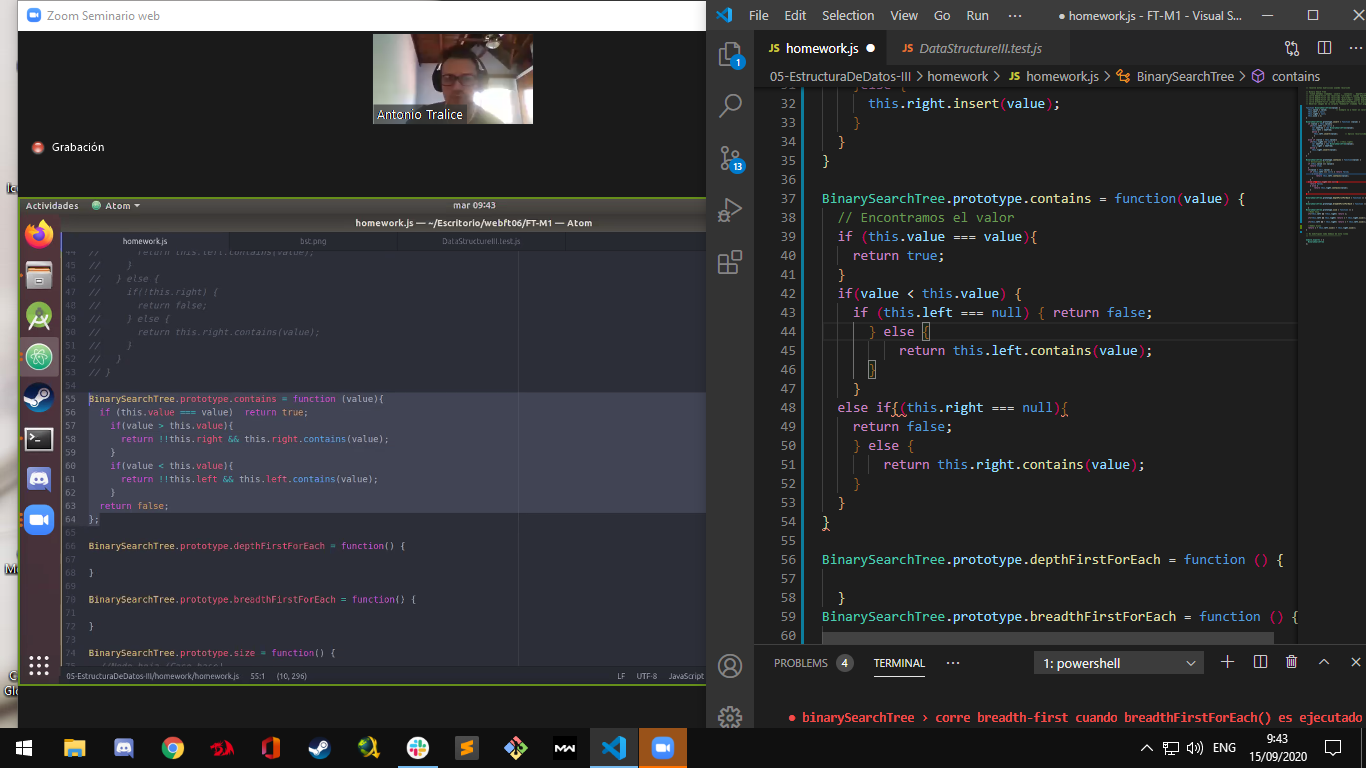 Zoom Seminario web
Antonio Tralice
Grabación
Actividades
Atom
mar 09:43
homework.js — ~/Escritorio/webft06/FT-M1 — Atom
homework.js
bst.png
DataStructureIII.test.js
44 // return this.left.contains(value);
45 // }
46 // } else {
47 // if(!this.right) {
48 // return false;
49 // } else {
50 // return this.right.contains(value);
51 // }
52 // }
53 // }
54
55 BinarySearchTree.prototype.contains = function (value){
56 if (this.value === value) return true;
57 if(value > this.value){
58 return !!this.right && this.right.contains(value);
59 }
60 if(value < this.value){
61 return !!this.left && this.left.contains(value);
62 }
63 return false;
64 };
65
66 BinarySearchTree.prototype.depthFirstForEach = function() {
67
68 }
69
70 BinarySearchTree.prototype.breadthFirstForEach = function() {
71
72 }
73
74 BinarySearchTree.prototype.size = function() {
05-EstructuraDeDatos-III/homework/homework.js
(10, 296)
LF
UTF-8
JavaScript
File Edit Selection View Go Run ···
● homework.js - FT-M1 - Visual S...
JS homework.js ●
JS DataStructureIII.test.js
05-EstructuraDeDatos-III > homework > JS homework.js > BinarySearchTree > contains
1
13
31 }else {
32 this.right.insert(value);
33 }
34 }
35 }
36
37 BinarySearchTree.prototype.contains = function(value) {
38 // Encontramos el valor
39 if (this.value === value){
40 return true;
41 }
42 if(value < this.value) {
43 if (this.left === null) { return false;
44 } else {
45 return this.left.contains(value);
46 }
47 }
48 else if{(this.right === null){
49 return false;
50 } else {
51 return this.right.contains(value);
52 }
53 }
54 }
55
56 BinarySearchTree.prototype.depthFirstForEach = function () {
57
58 }
59 BinarySearchTree.prototype.breadthFirstForEach = function () {
60
PROBLEMS 4 TERMINAL ···
1: powershell
● binarySearchTree › corre breadth-first cuando breadthFirstForEach() es ejecutado
ENG
9:43
15/09/2020